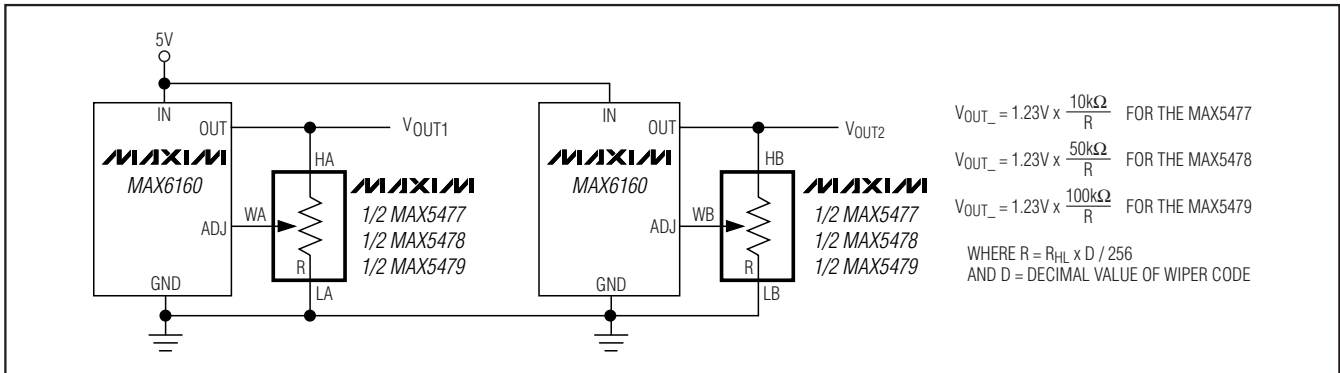 5V
IN
OUT
V_OUT1
MAXIM
MAX6160
HA
MAXIM
WA
1/2 MAX5477
ADJ
1/2 MAX5478
R
1/2 MAX5479
GND
LA
IN
OUT
V_OUT2
MAXIM
MAX6160
HB
MAXIM
WB
1/2 MAX5477
ADJ
1/2 MAX5478
R
1/2 MAX5479
GND
LB
V_OUT_ = 1.23V x 10kΩ / R FOR THE MAX5477
V_OUT_ = 1.23V x 50kΩ / R FOR THE MAX5478
V_OUT_ = 1.23V x 100kΩ / R FOR THE MAX5479
WHERE R = R_HL x D / 256
AND D = DECIMAL VALUE OF WIPER CODE